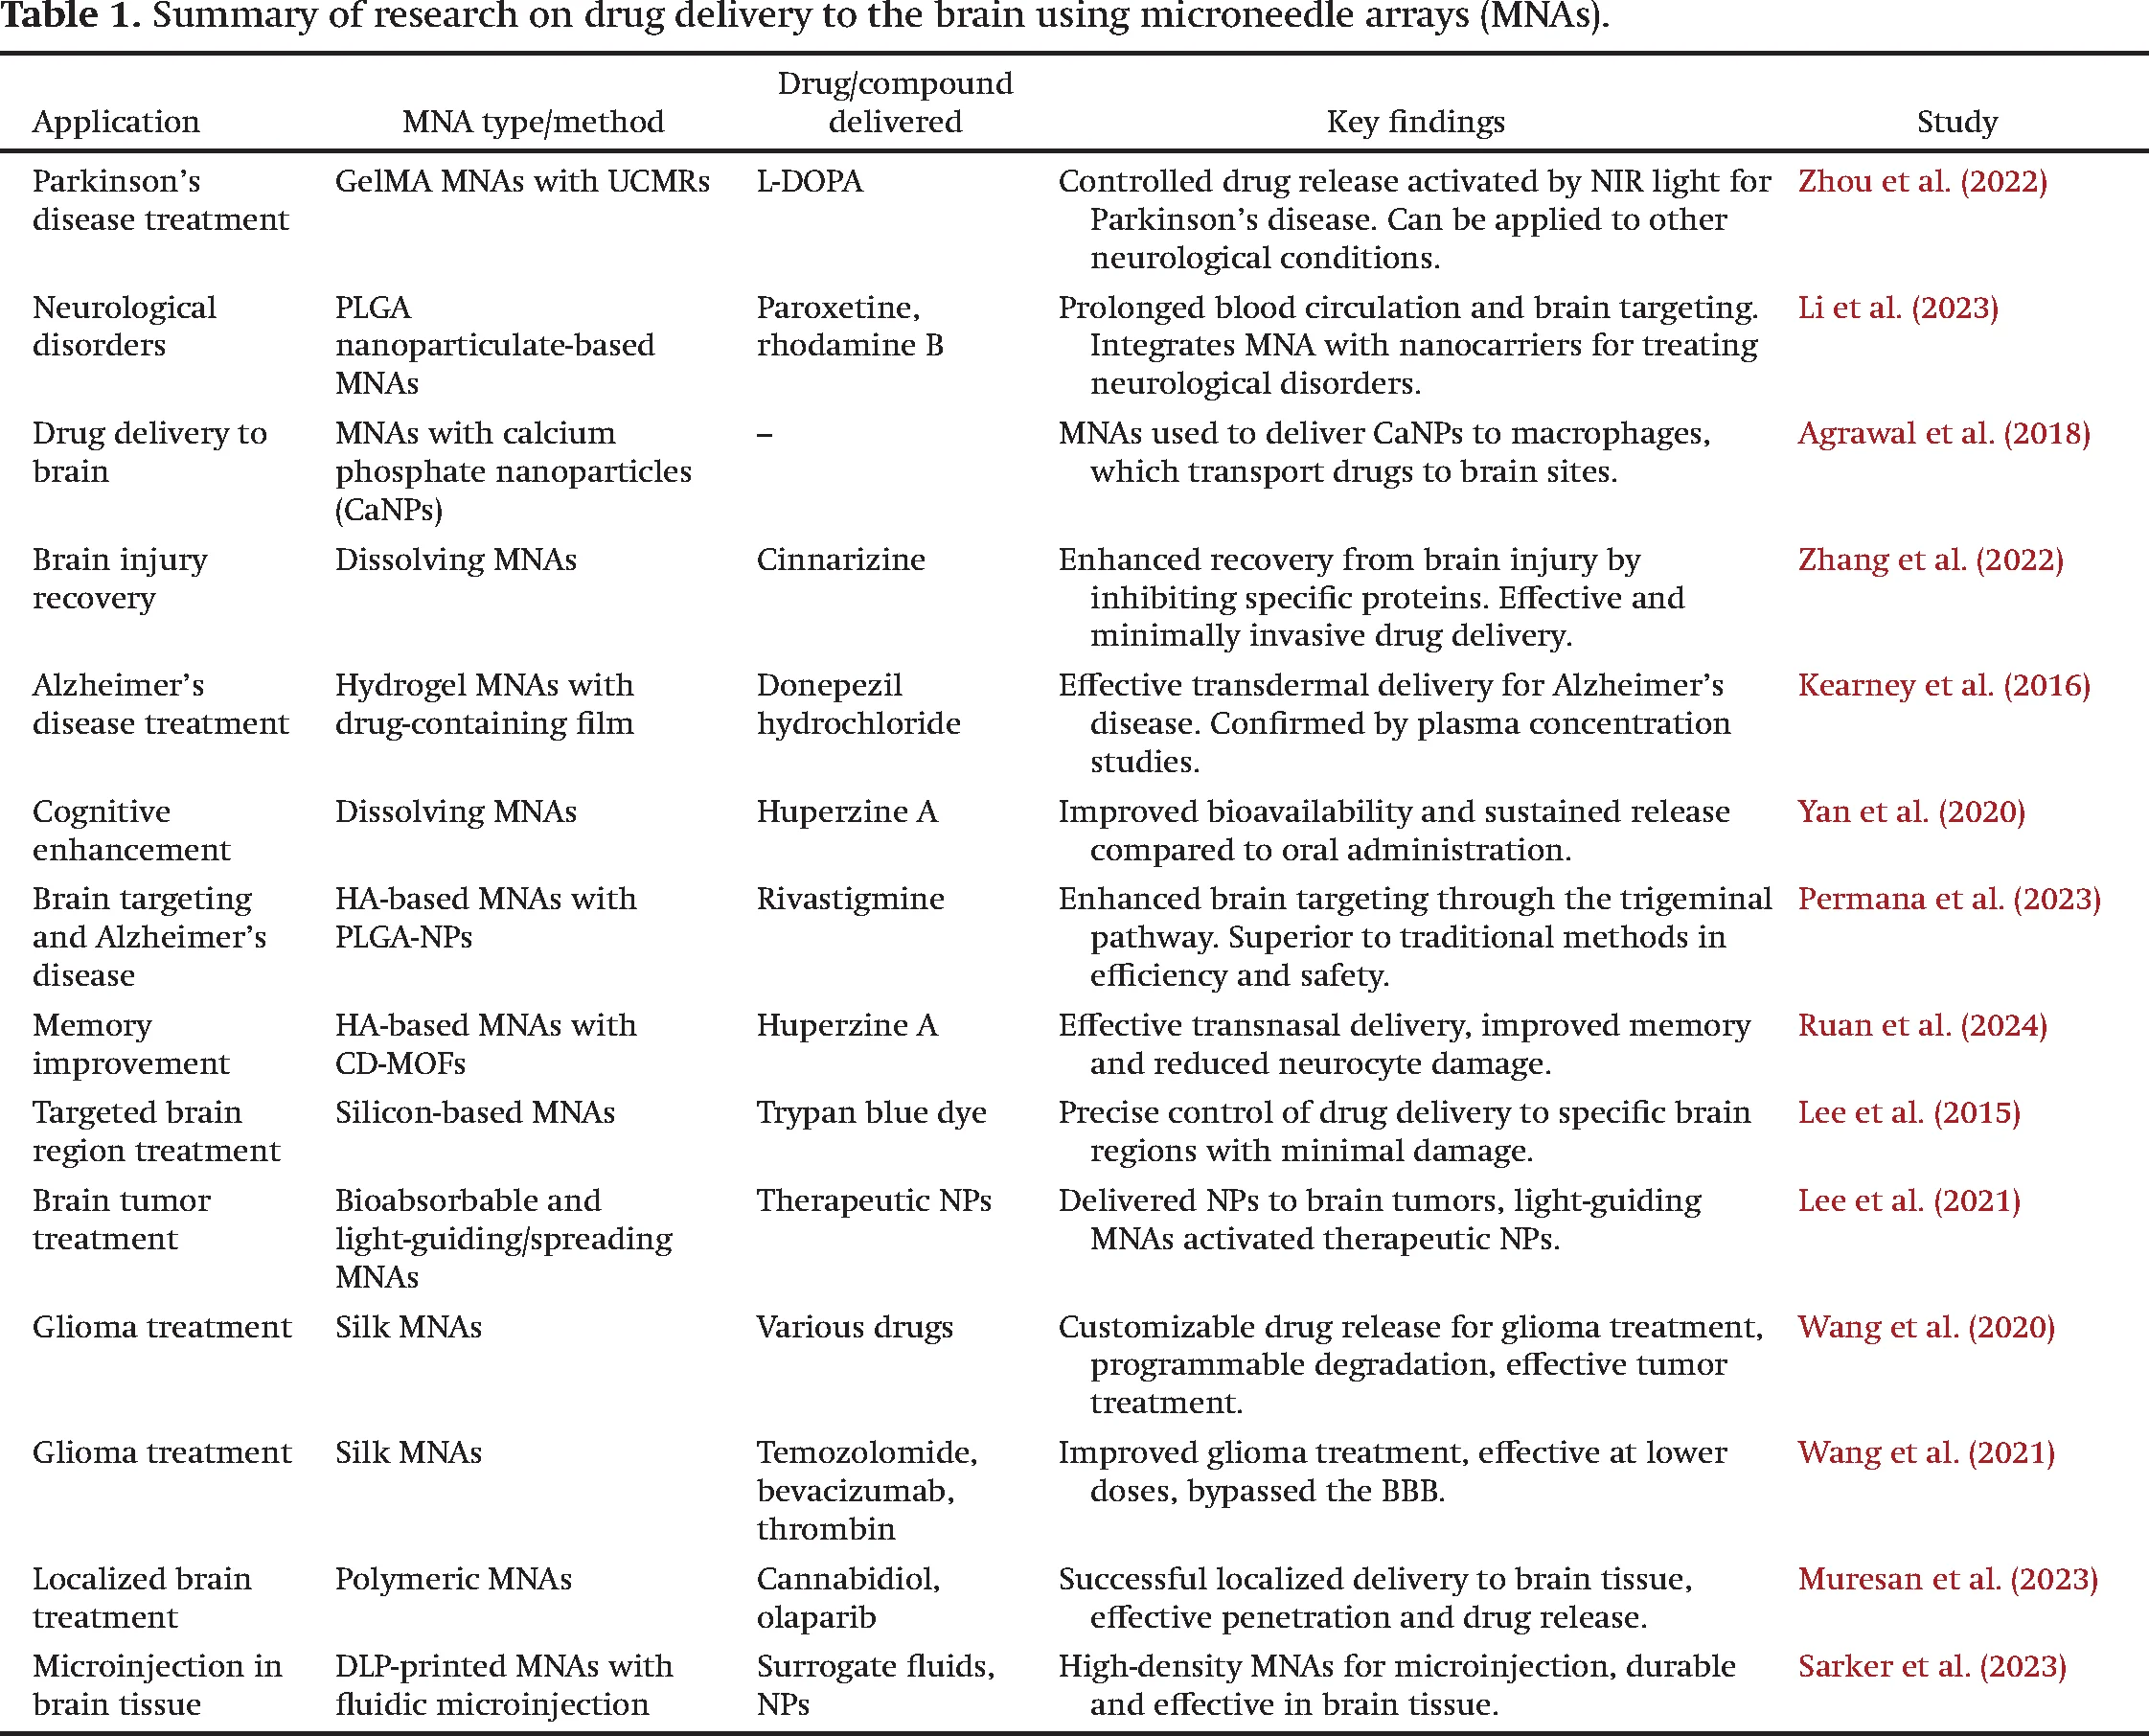 Table 1. Summary of research on drug delivery to the brain using microneedle arrays (MNAs).
Application
MNA type/method
Drug/compound
delivered
Key findings
Study
Parkinson's
disease treatment
GelMA MNAs with UCMRs
L-DOPA
Controlled drug release activated by NIR light for
Parkinson's disease. Can be applied to other
neurological conditions.
Zhou et al. (2022)
Neurological
disorders
PLGA
nanoparticulate-based
MNAs
Paroxetine,
rhodamine B
Prolonged blood circulation and brain targeting.
Integrates MNA with nanocarriers for treating
neurological disorders.
Li et al. (2023)
Drug delivery to
brain
MNAs with calcium
phosphate nanoparticles
(CaNPs)
–
MNAs used to deliver CaNPs to macrophages,
which transport drugs to brain sites.
Agrawal et al. (2018)
Brain injury
recovery
Dissolving MNAs
Cinnarizine
Enhanced recovery from brain injury by
inhibiting specific proteins. Effective and
minimally invasive drug delivery.
Zhang et al. (2022)
Alzheimer's
disease treatment
Hydrogel MNAs with
drug-containing film
Donepezil
hydrochloride
Effective transdermal delivery for Alzheimer's
disease. Confirmed by plasma concentration
studies.
Kearney et al. (2016)
Cognitive
enhancement
Dissolving MNAs
Huperzine A
Improved bioavailability and sustained release
compared to oral administration.
Yan et al. (2020)
Brain targeting
and Alzheimer's
disease
HA-based MNAs with
PLGA-NPs
Rivastigmine
Enhanced brain targeting through the trigeminal
pathway. Superior to traditional methods in
efficiency and safety.
Permana et al. (2023)
Memory
improvement
HA-based MNAs with
CD-MOFs
Huperzine A
Effective transnasal delivery, improved memory
and reduced neurocyte damage.
Ruan et al. (2024)
Targeted brain
region treatment
Silicon-based MNAs
Trypan blue dye
Precise control of drug delivery to specific brain
regions with minimal damage.
Lee et al. (2015)
Brain tumor
treatment
Bioabsorbable and
light-guiding/spreading
MNAs
Therapeutic NPs
Delivered NPs to brain tumors, light-guiding
MNAs activated therapeutic NPs.
Lee et al. (2021)
Glioma treatment
Silk MNAs
Various drugs
Customizable drug release for glioma treatment,
programmable degradation, effective tumor
treatment.
Wang et al. (2020)
Glioma treatment
Silk MNAs
Temozolomide,
bevacizumab,
thrombin
Improved glioma treatment, effective at lower
doses, bypassed the BBB.
Wang et al. (2021)
Localized brain
treatment
Polymeric MNAs
Cannabidiol,
olaparib
Successful localized delivery to brain tissue,
effective penetration and drug release.
Muresan et al. (2023)
Microinjection in
brain tissue
DLP-printed MNAs with
fluidic microinjection
Surrogate fluids,
NPs
High-density MNAs for microinjection, durable
and effective in brain tissue.
Sarker et al. (2023)